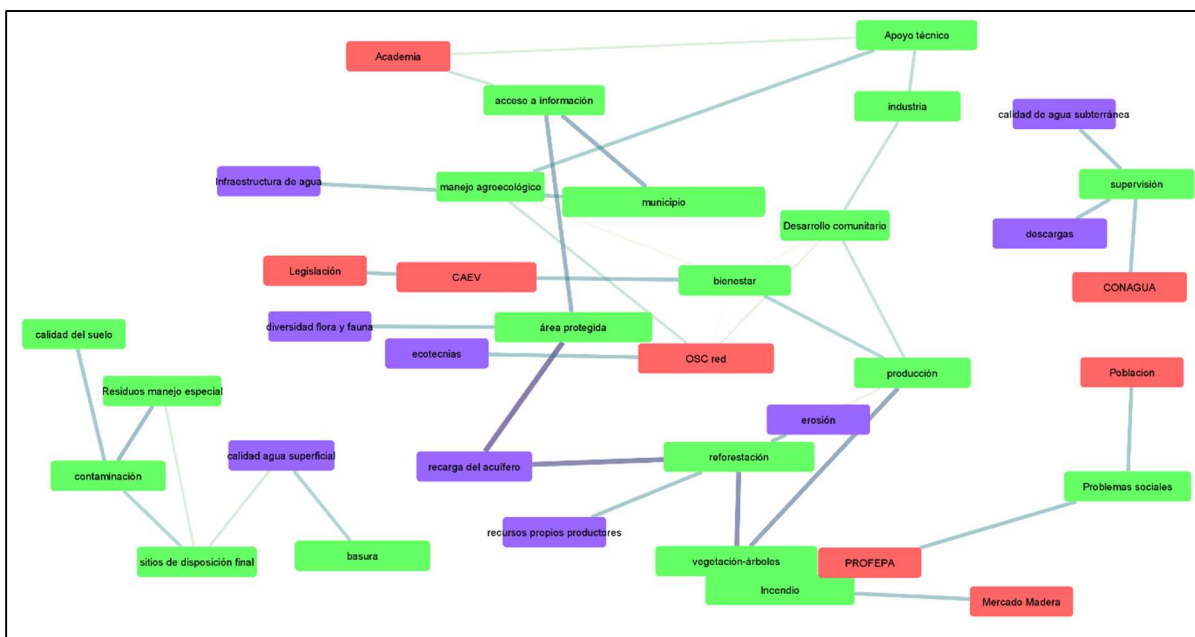 Apoyo técnico
Academia
acceso a información
industria
calidad de agua subterránea
Infraestructura de agua
manejo agroecológico
municipio
supervisión
Desarrollo comunitario
descargas
Legislación
CAEV
bienestar
CONAGUA
diversidad flora y fauna
área protegida
calidad del suelo
ecotecnias
OSC red
producción
Poblacion
Residuos manejo especial
erosión
calidad agua superficial
reforestación
recarga del acuífero
contaminación
Problemas sociales
recursos propios productores
basura
sitios de disposición final
vegetación-árboles
PROFEPA
Incendio
Mercado Madera